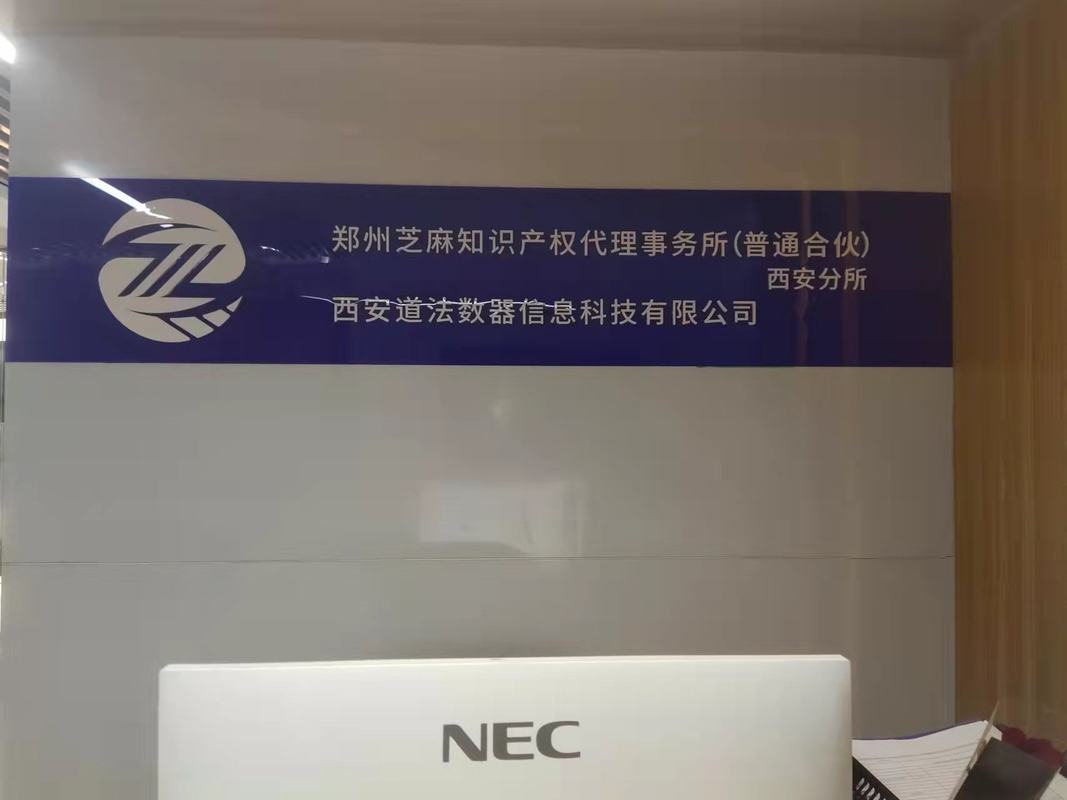 郑州芝麻知识产权代理事务所(普通合伙)
西安分所
西安道法数器信息科技有限公司
NEC